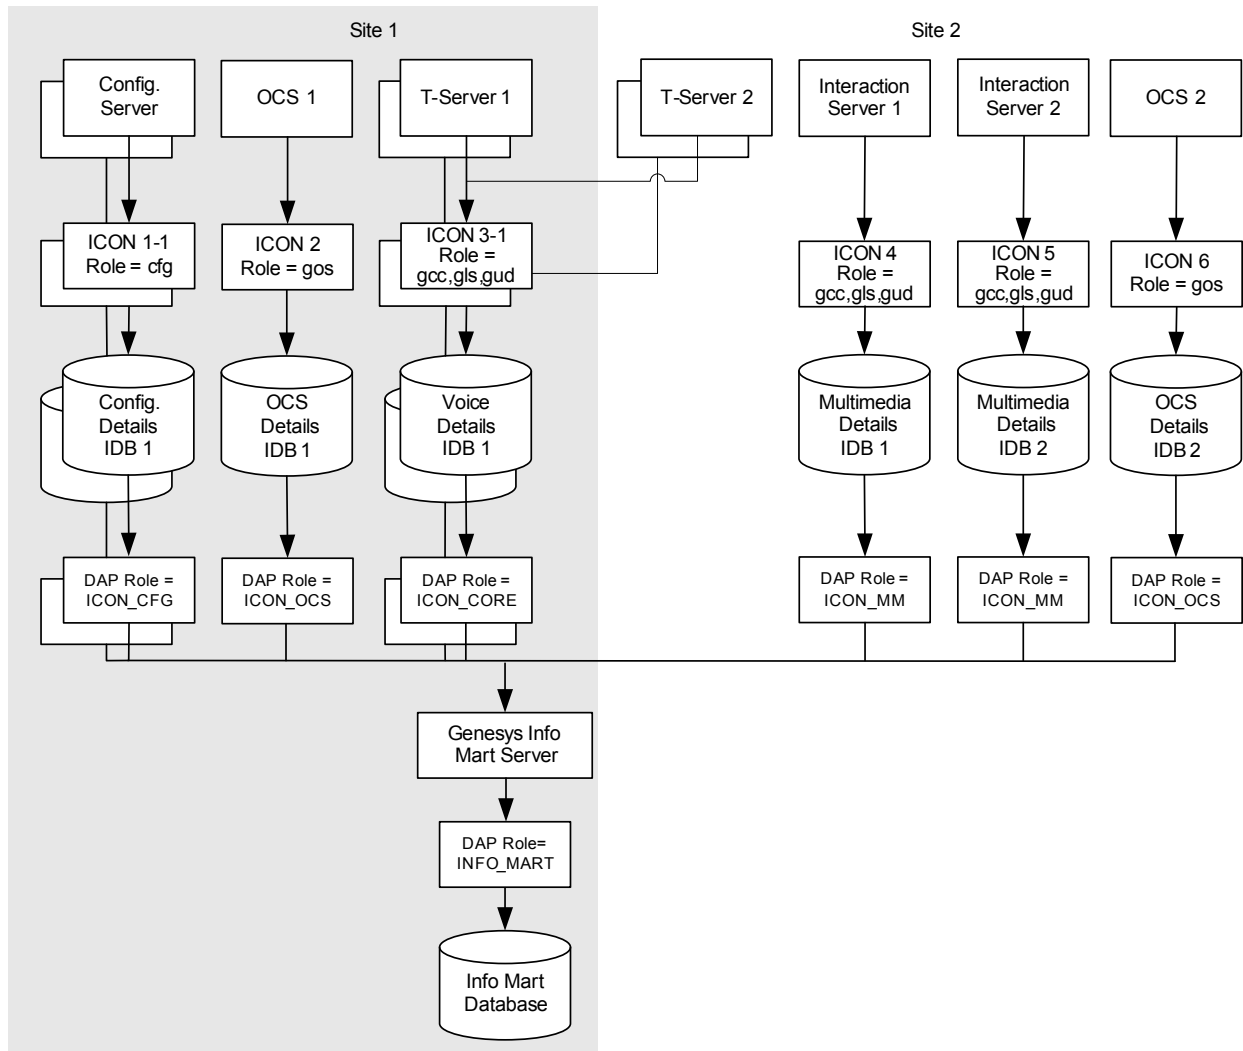 Site 1
Site 2
Config.
Server
OCS 1
T-Server 1
T-Server 2
Interaction
Server 1
Interaction
Server 2
OCS 2
ICON 1-1
Role = cfg
ICON 2
Role = gos
ICON 3-1
Role =
gcc,gls,gud
ICON 4
Role =
gcc,gls,gud
ICON 5
Role =
gcc,gls,gud
ICON 6
Role = gos
Config.
Details
IDB 1
OCS
Details
IDB 1
Voice
Details
IDB 1
Multimedia
Details
IDB 1
Multimedia
Details
IDB 2
OCS
Details
IDB 2
DAP Role =
ICON_CFG
DAP Role =
ICON_OCS
DAP Role =
ICON_CORE
DAP Role =
ICON_MM
DAP Role =
ICON_MM
DAP Role =
ICON_OCS
Genesys Info
Mart Server
DAP Role=
INFO_MART
Info Mart
Database